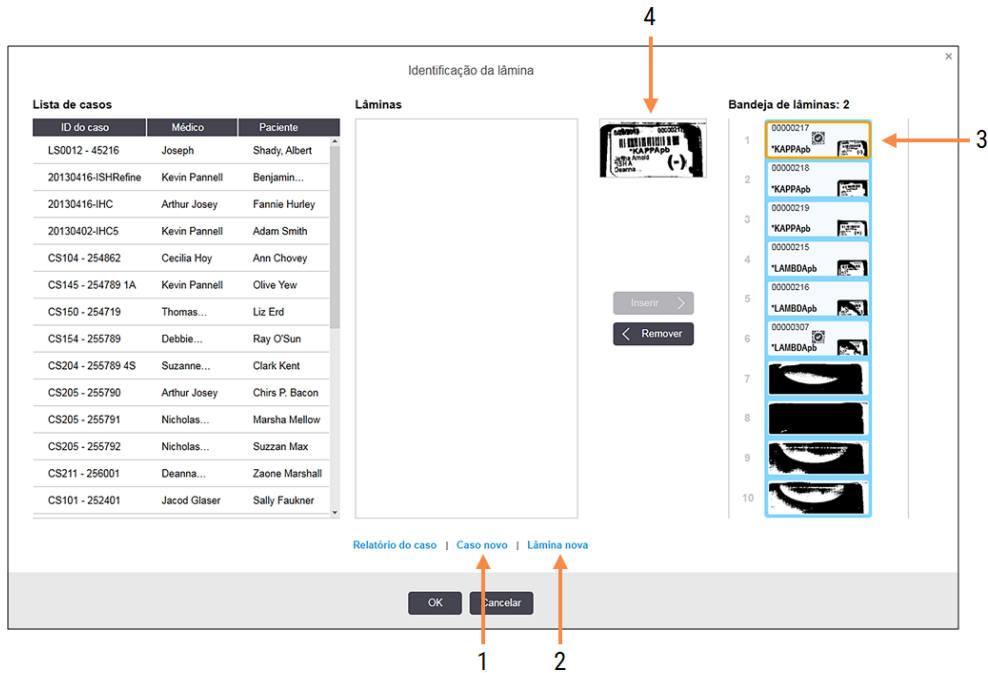 4
Identificação da lâmina
×
Lista de casos
ID do caso Médico Paciente
LS0012 - 45216 Joseph Shady, Albert
20130416-ISHRefine Kevin Pannell Benjamin...
20130416-IHC Arthur Josey Fannie Hurley
20130402-IHC5 Kevin Pannell Adam Smith
CS104 - 254862 Cecilia Hoy Ann Chovey
CS145 - 254789 1A Kevin Pannell Olive Yew
CS150 - 254719 Thomas... Liz Erd
CS154 - 255789 Debbie... Ray O'Sun
CS204 - 255789 4S Suzanne... Clark Kent
CS205 - 255790 Arthur Josey Chirs P. Bacon
CS205 - 255791 Nicholas... Marsha Mellow
CS205 - 255792 Nicholas... Suzzan Max
CS211 - 256001 Deanna... Zaone Marshall
CS101 - 252401 Jacod Glaser Sally Faukner
Lâminas
*KAPPApb
Arnold
(-)
Deanna...
Inserir
Remover
Bandeja de lâminas: 2
1 00000217
*KAPPApb
2 00000218
*KAPPApb
3 00000219
*KAPPApb
4 00000215
*LAMBDApb
5 00000216
*LAMBDApb
6 00000307
*LAMBDApb
7
8
9
10
3
Relatório do caso | Caso novo | Lâmina nova
OK Cancelar
1 2